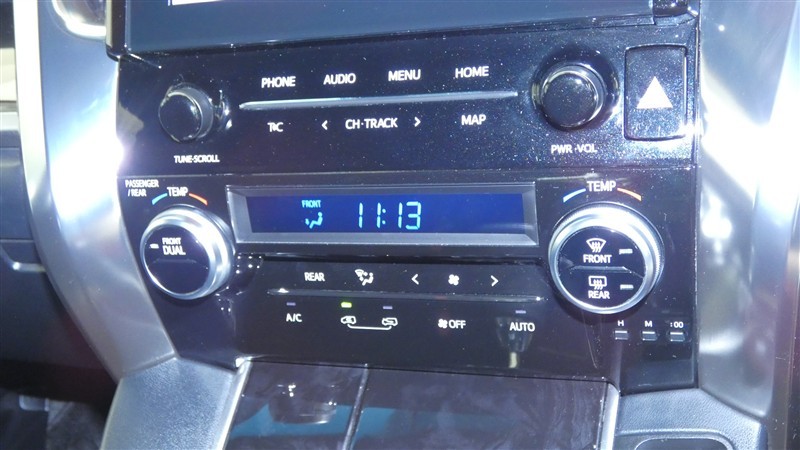 PHONE AUDIO MENU HOME
T/C < CH·TRACK > MAP
TUNE·SCROLL
PWR·VOL
PASSENGER
/REAR
TEMP
FRONT
11:13
TEMP
FRONT
DUAL
FRONT
REAR
REAR < >
A/C OFF AUTO
H M :00